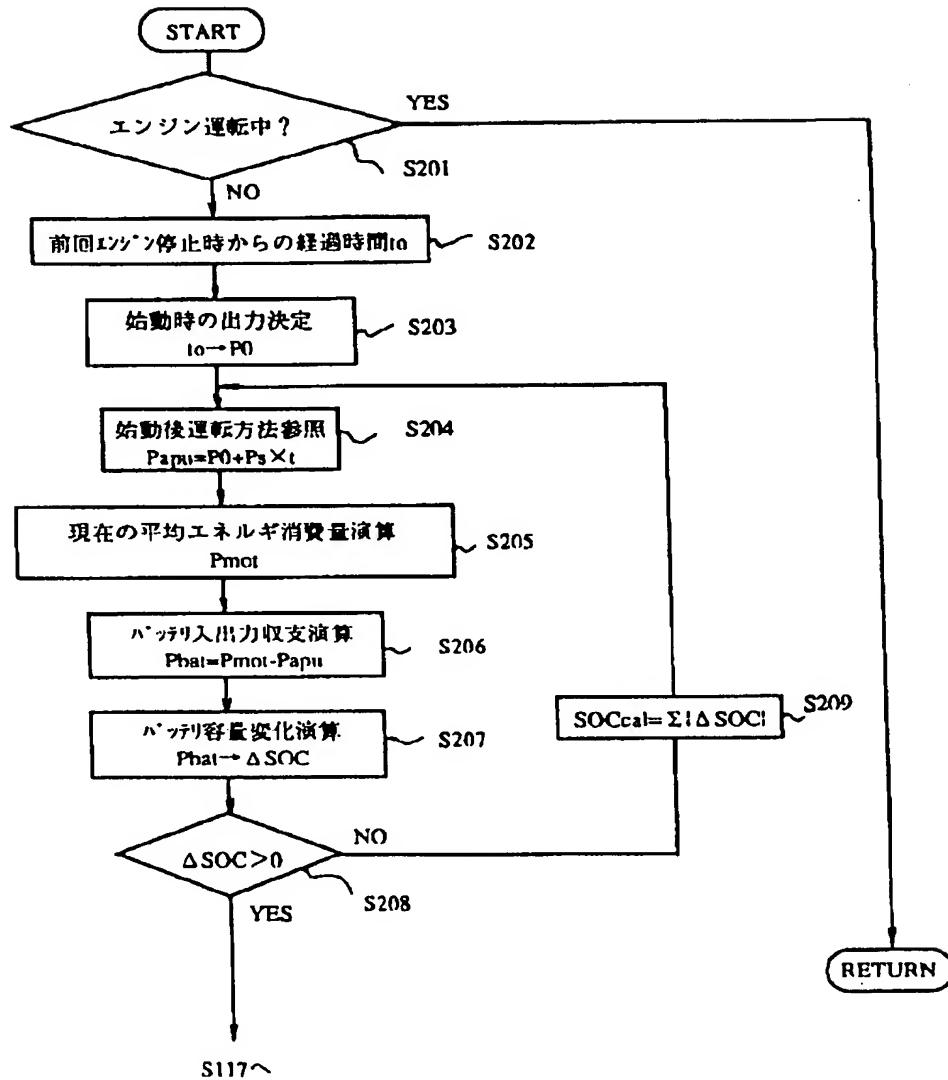 START
エンジン運転中？
YES
S201
NO
前回ｴﾝｼﾞﾝ停止時からの経過時間to
S202
始動時の出力決定
to→P0
S203
始動後運転方法参照
Papu=P0+Ps×t
S204
現在の平均エネルギ消費量演算
Pmot
S205
ﾊﾞｯﾃﾘ入出力収支演算
Pbat=Pmot-Papu
S206
ﾊﾞｯﾃﾘ容量変化演算
Pbat→ΔSOC
S207
SOCcal=Σ|ΔSOC|
S209
ΔSOC>0
NO
S208
YES
RETURN
S117へ